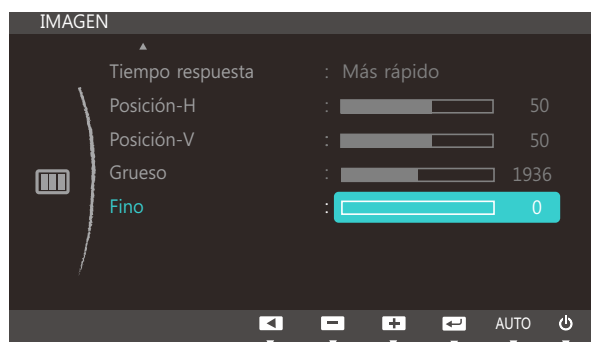 IMAGEN
Tiempo respuesta : Más rápido
Posición-H : 50
Posición-V : 50
Grueso : 1936
Fino : 0
AUTO